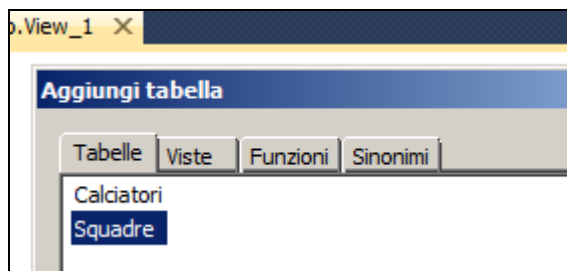 o.View_1
Aggiungi tabella
Tabelle Viste Funzioni Sinonimi
Calciatori
Squadre